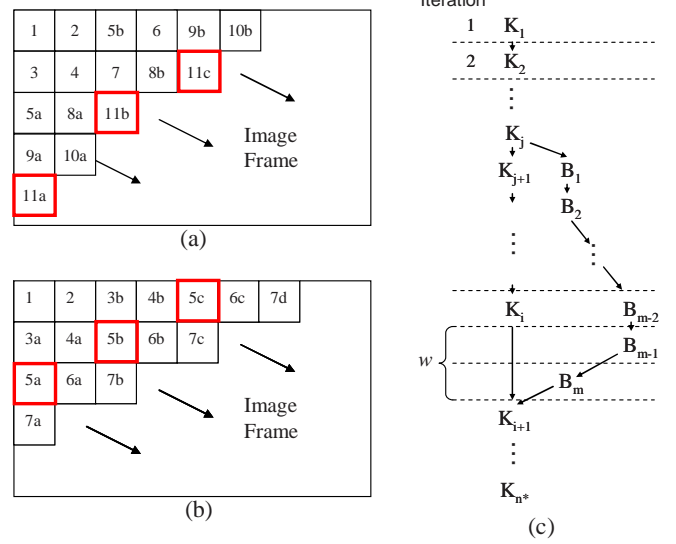 1 2 5b 6 9b 10b
3 4 7 8b 11c
5a 8a 11b
9a 10a
11a
Image
Frame
(a)
1 2 3b 4b 5c 6c 7d
3a 4a 5b 6b 7c
5a 6a 7b
7a
Image
Frame
(b)
Iteration
1 K1
2 K2
⋮
Kj
Kj+1 B1
B2
⋮ ⋮
Ki Bm-2
w Bm-1
Bm
Ki+1
⋮
Kn*
(c)